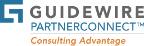 GUIDEWIRE
PARTNERCONNECT™
Consulting Advantage